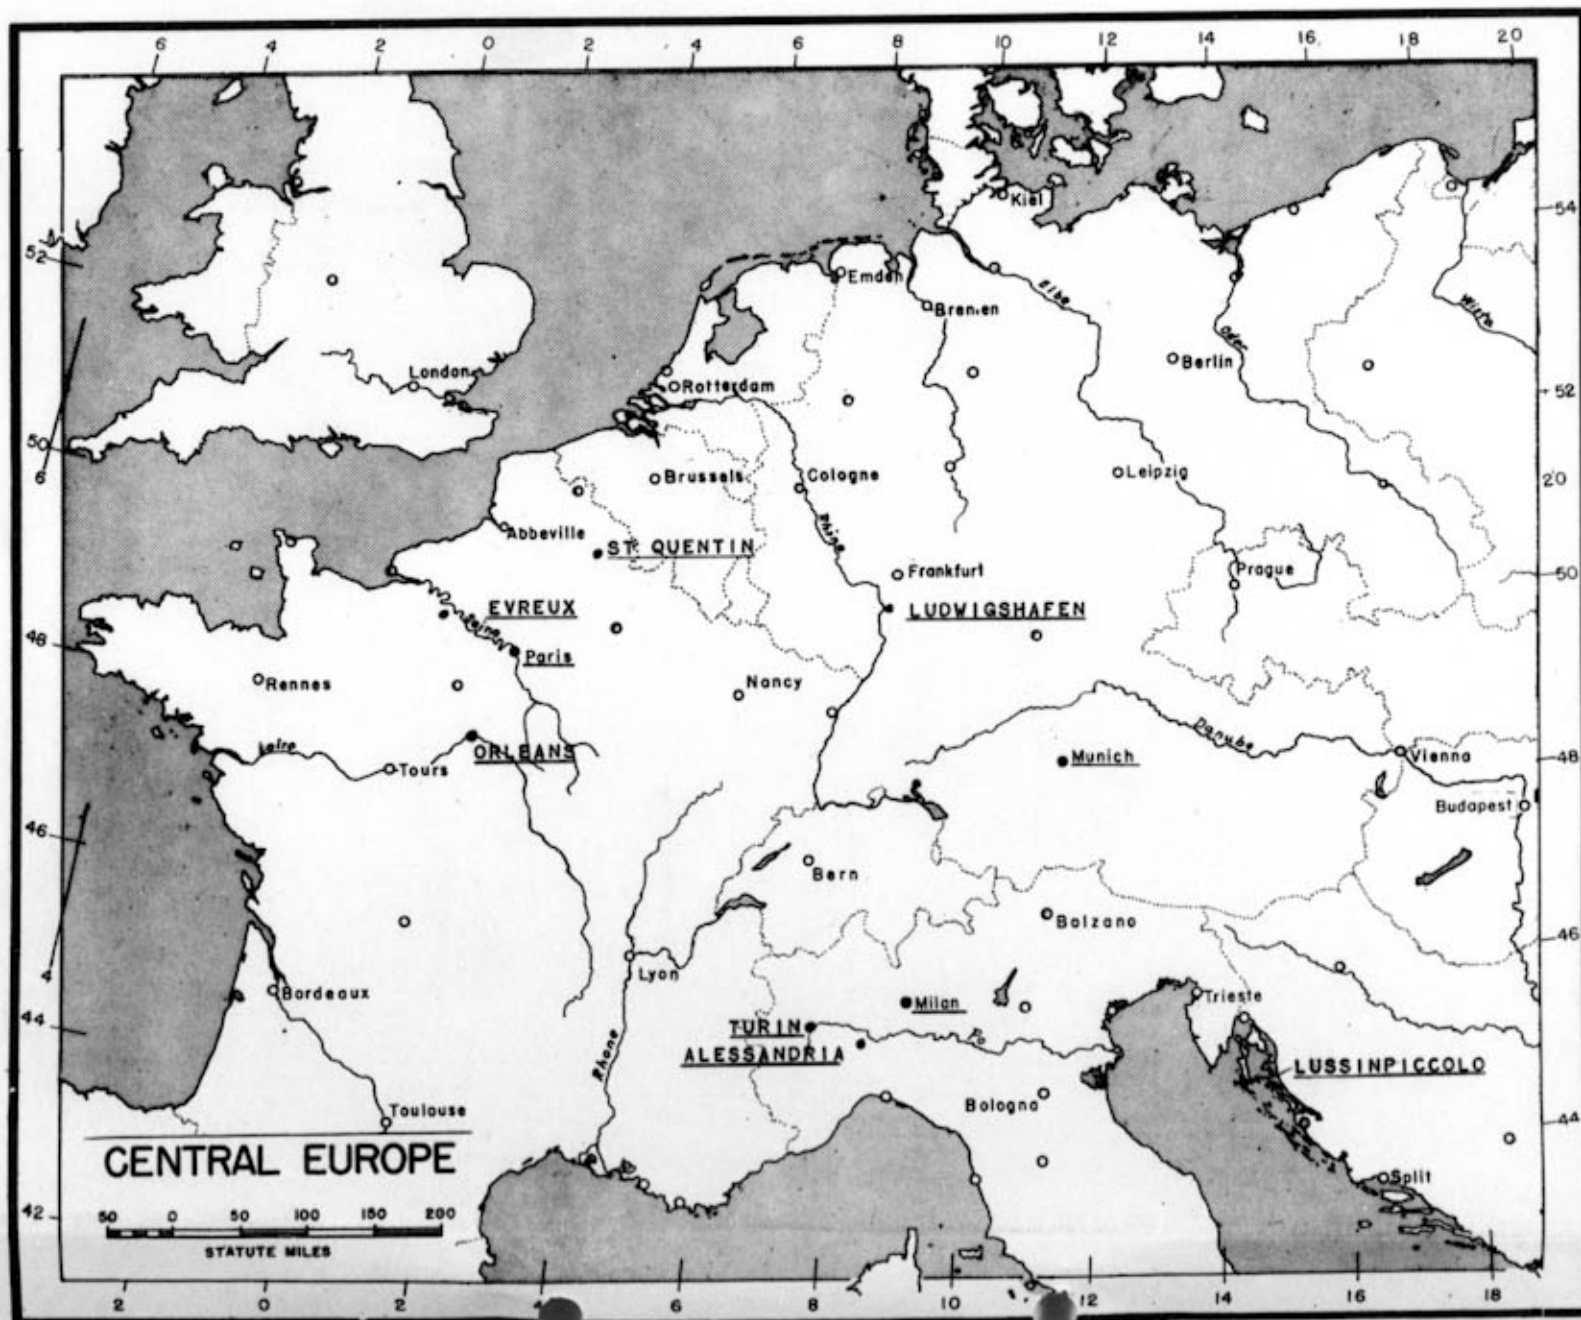 6 4 2 0 2 4 6 8 10 12 14 16 18 20
Kiel
54
52
Emden
Elbe
Bremen
Wista
Oder
London
Berlin
Rotterdam
52
50
6
Brussels
Cologne
Leipzig
20
Abbeville
Rhine
ST. QUENTIN
Frankfurt
Prague
50
EVREUX
LUDWIGSHAFEN
Seine
48
Paris
Rennes
Nancy
Danube
Loire
ORLEANS
Munich
Vienna
48
Tours
Budapest
46
Bern
Bolzano
46
4
Lyon
Bordeaux
Milan
Trieste
44
TURIN
Po
ALESSANDRIA
Rhone
LUSSINPICCOLO
Bologna
Toulouse
44
CENTRAL EUROPE
Split
42
50 0 50 100 150 200
STATUTE MILES
2 0 2 4 6 8 10 12 14 16 18